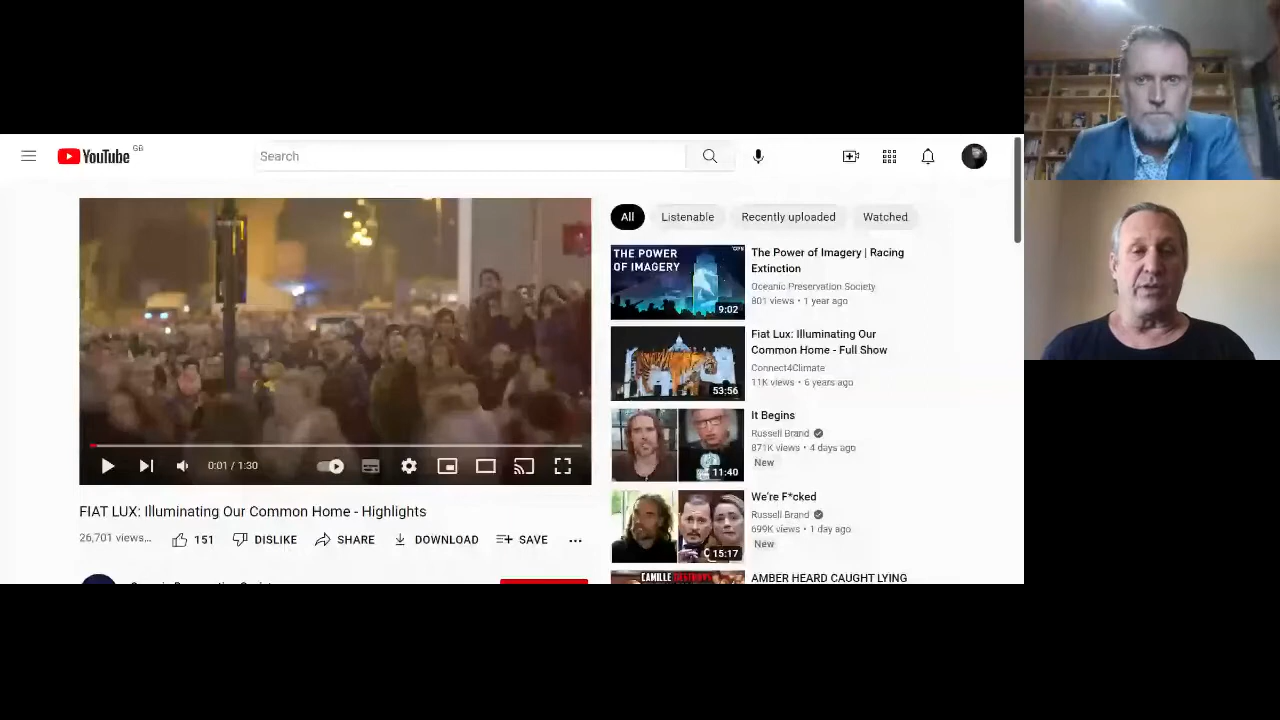 YouTube GB
Search
0:01 / 1:30
FIAT LUX: Illuminating Our Common Home - Highlights
26,701 views...
151
DISLIKE
SHARE
DOWNLOAD
SAVE
...
All
Listenable
Recently uploaded
Watched
THE POWER
OF IMAGERY
9:02
The Power of Imagery | Racing
Extinction
Oceanic Preservation Society
801 views • 1 year ago
53:56
Fiat Lux: Illuminating Our
Common Home - Full Show
Connect4Climate
11K views • 6 years ago
11:40
It Begins
Russell Brand
871K views • 4 days ago
New
15:17
We're F*cked
Russell Brand
699K views • 1 day ago
New
CAMILLE
AMBER HEARD CAUGHT LYING